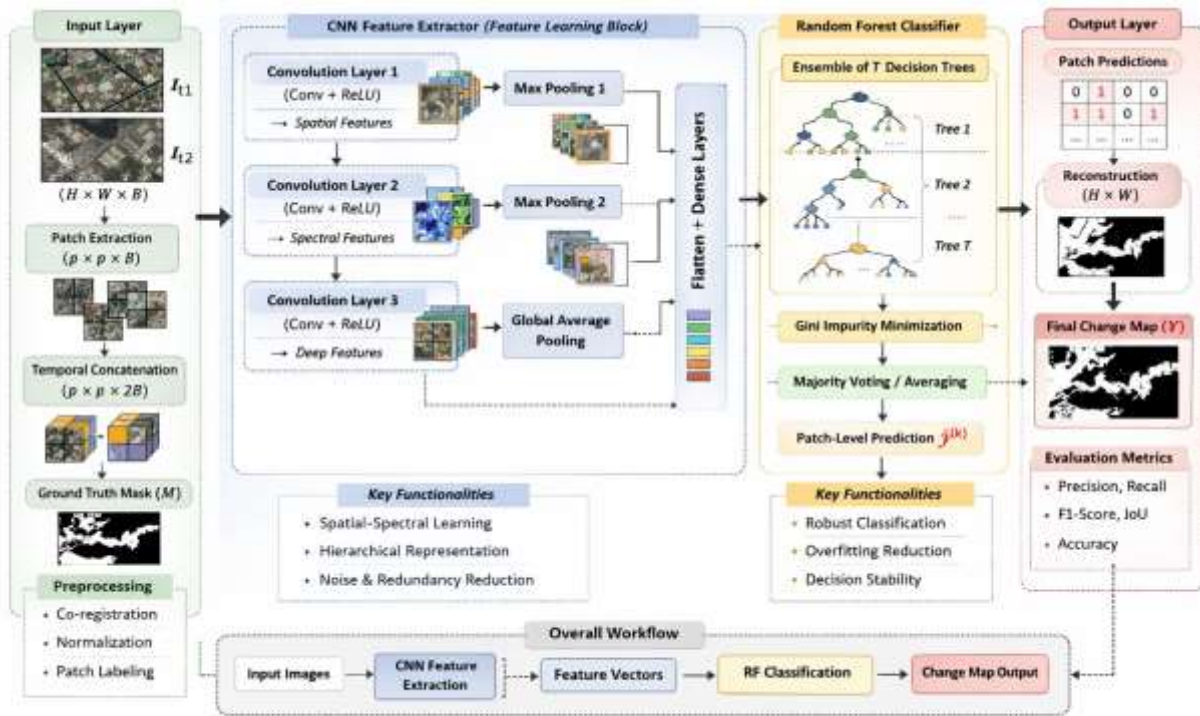 Input Layer
I t1
I t2
(H × W × B)
Patch Extraction
(p × p × B)
Temporal Concatenation
(p × p × 2B)
Ground Truth Mask (M)
Preprocessing
• Co-registration
• Normalization
• Patch Labeling
CNN Feature Extractor (Feature Learning Block)
Convolution Layer 1
(Conv + ReLU)
→ Spatial Features
Max Pooling 1
Convolution Layer 2
(Conv + ReLU)
→ Spectral Features
Max Pooling 2
Convolution Layer 3
(Conv + ReLU)
→ Deep Features
Global Average
Pooling
Flatten + Dense Layers
Key Functionalities
• Spatial-Spectral Learning
• Hierarchical Representation
• Noise & Redundancy Reduction
Random Forest Classifier
Ensemble of T Decision Trees
Tree 1
Tree 2
....
Tree T
Gini Impurity Minimization
Majority Voting / Averaging
Patch-Level Prediction ŷ(k)
Key Functionalities
• Robust Classification
• Overfitting Reduction
• Decision Stability
Output Layer
Patch Predictions
0 1 0 0
1 1 0 1
... ... ... ...
Reconstruction
(H × W)
Final Change Map (Y)
Evaluation Metrics
• Precision, Recall
• F1-Score, JoU
• Accuracy
Overall Workflow
Input Images
CNN Feature
Extraction
Feature Vectors
RF Classification
Change Map Output